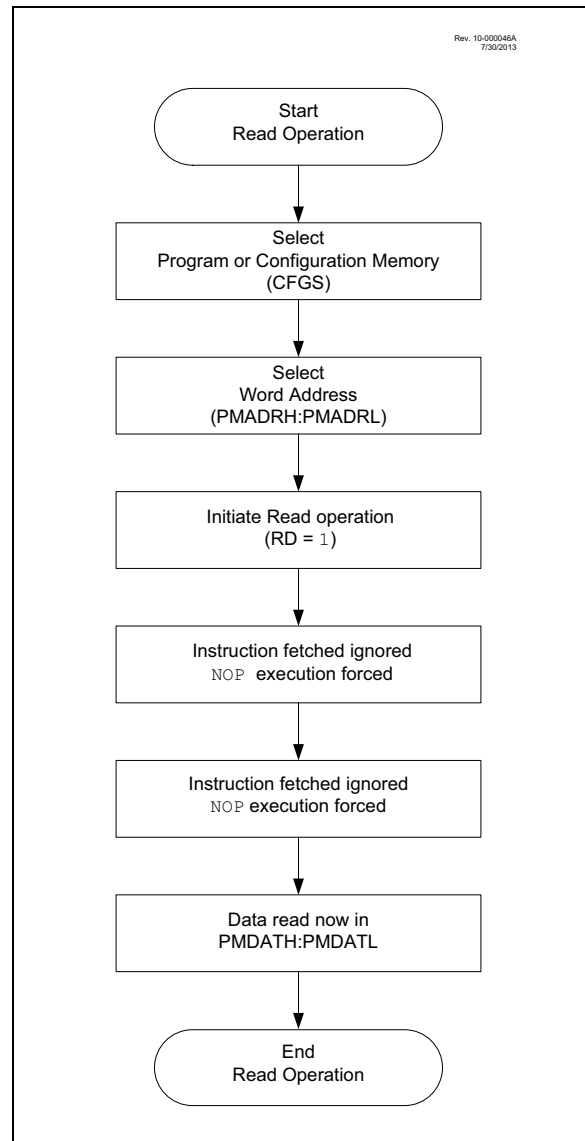 Rev. 10-000046A
7/30/2013
Start
Read Operation
Select
Program or Configuration Memory
(CFGS)
Select
Word Address
(PMADRH:PMADRL)
Initiate Read operation
(RD = 1)
Instruction fetched ignored
NOP execution forced
Instruction fetched ignored
NOP execution forced
Data read now in
PMDATH:PMDATL
End
Read Operation